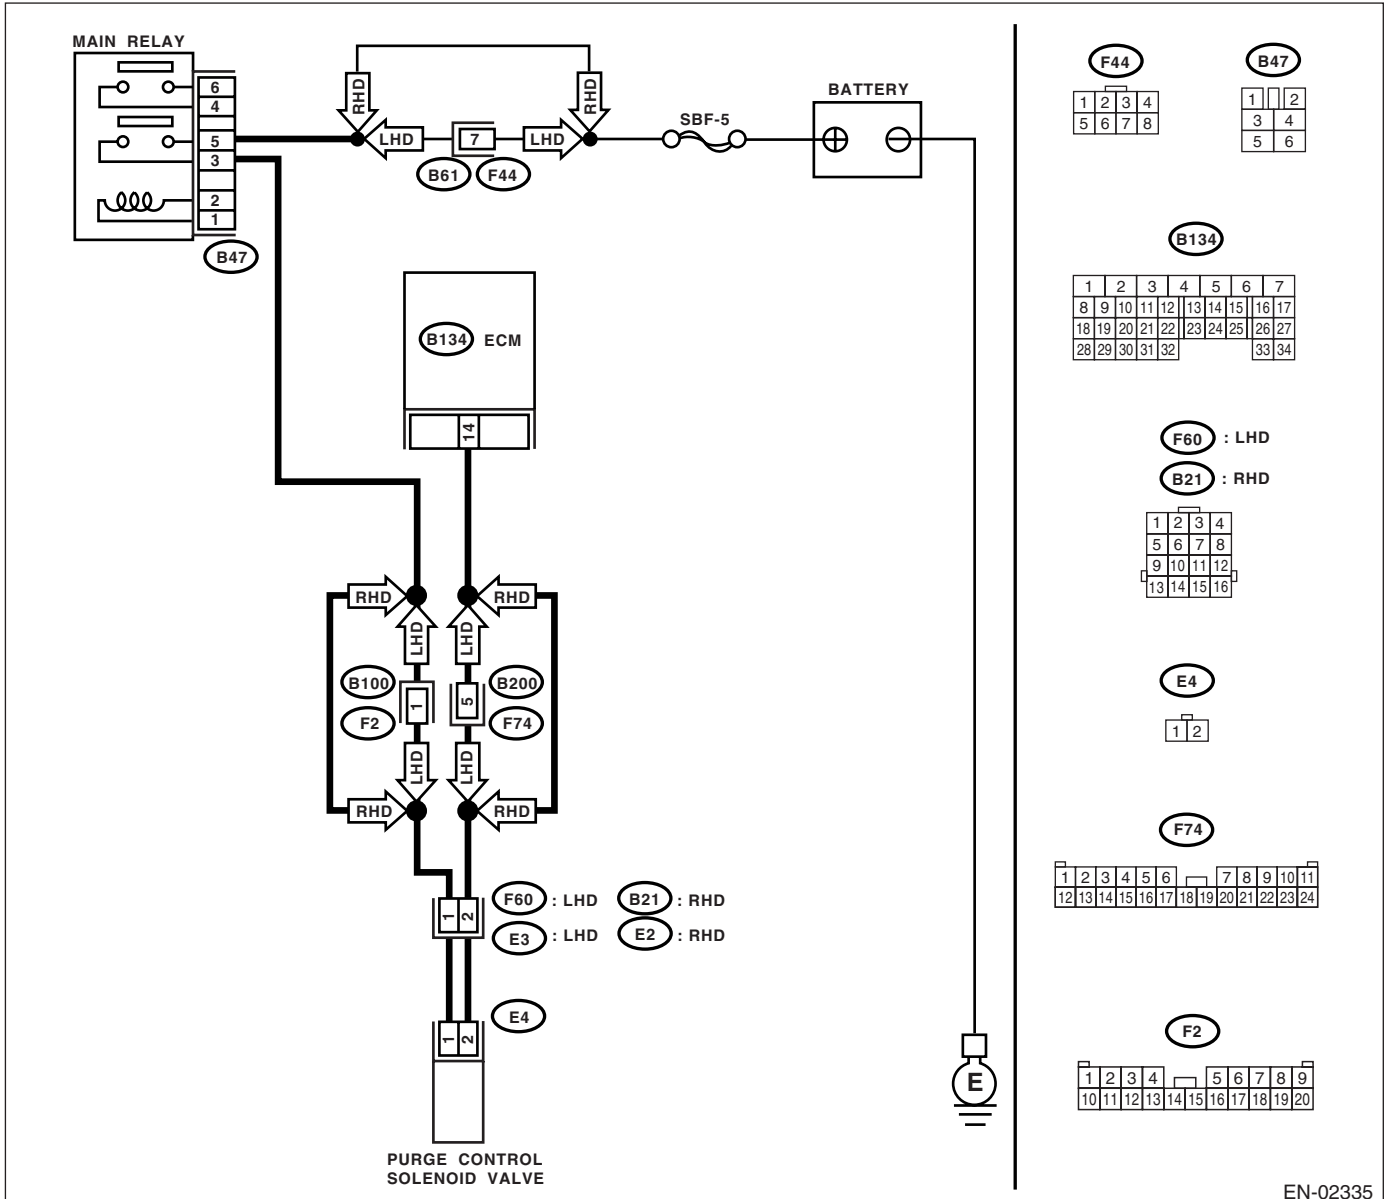 MAIN RELAY
6
4
5
3
2
1
B47
RHD
RHD
LHD
7
LHD
B61
F44
SBF-5
BATTERY
B134
ECM
14
RHD
RHD
LHD
LHD
B100
F2
1
5
B200
F74
LHD
LHD
RHD
RHD
1 2
F60 : LHD B21 : RHD
E3 : LHD E2 : RHD
E4
1 2
PURGE CONTROL
SOLENOID VALVE
E
F44
1 2 3 4
5 6 7 8
B47
1 2
3 4
5 6
B134
1 2 3 4 5 6 7
8 9 10 11 12 13 14 15 16 17
18 19 20 21 22 23 24 25 26 27
28 29 30 31 32 33 34
F60 : LHD
B21 : RHD
1 2 3 4
5 6 7 8
9 10 11 12
13 14 15 16
E4
1 2
F74
1 2 3 4 5 6 7 8 9 10 11
12 13 14 15 16 17 18 19 20 21 22 23 24
F2
1 2 3 4 5 6 7 8 9
10 11 12 13 14 15 16 17 18 19 20
EN-02335